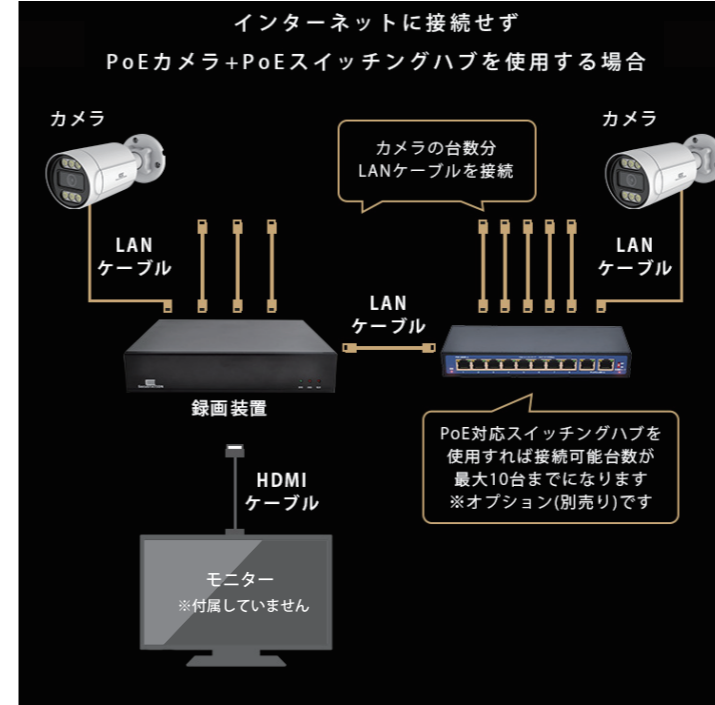 インターネットに接続せず
PoEカメラ+PoEスイッチングハブを使用する場合
カメラ
カメラ
カメラの台数分
LANケーブルを接続
LAN
ケーブル
LAN
ケーブル
LAN
ケーブル
録画装置
PoE対応スイッチングハブを
使用すれば接続可能台数が
最大10台までになります
※オプション(別売り)です
HDMI
ケーブル
モニター
※付属していません